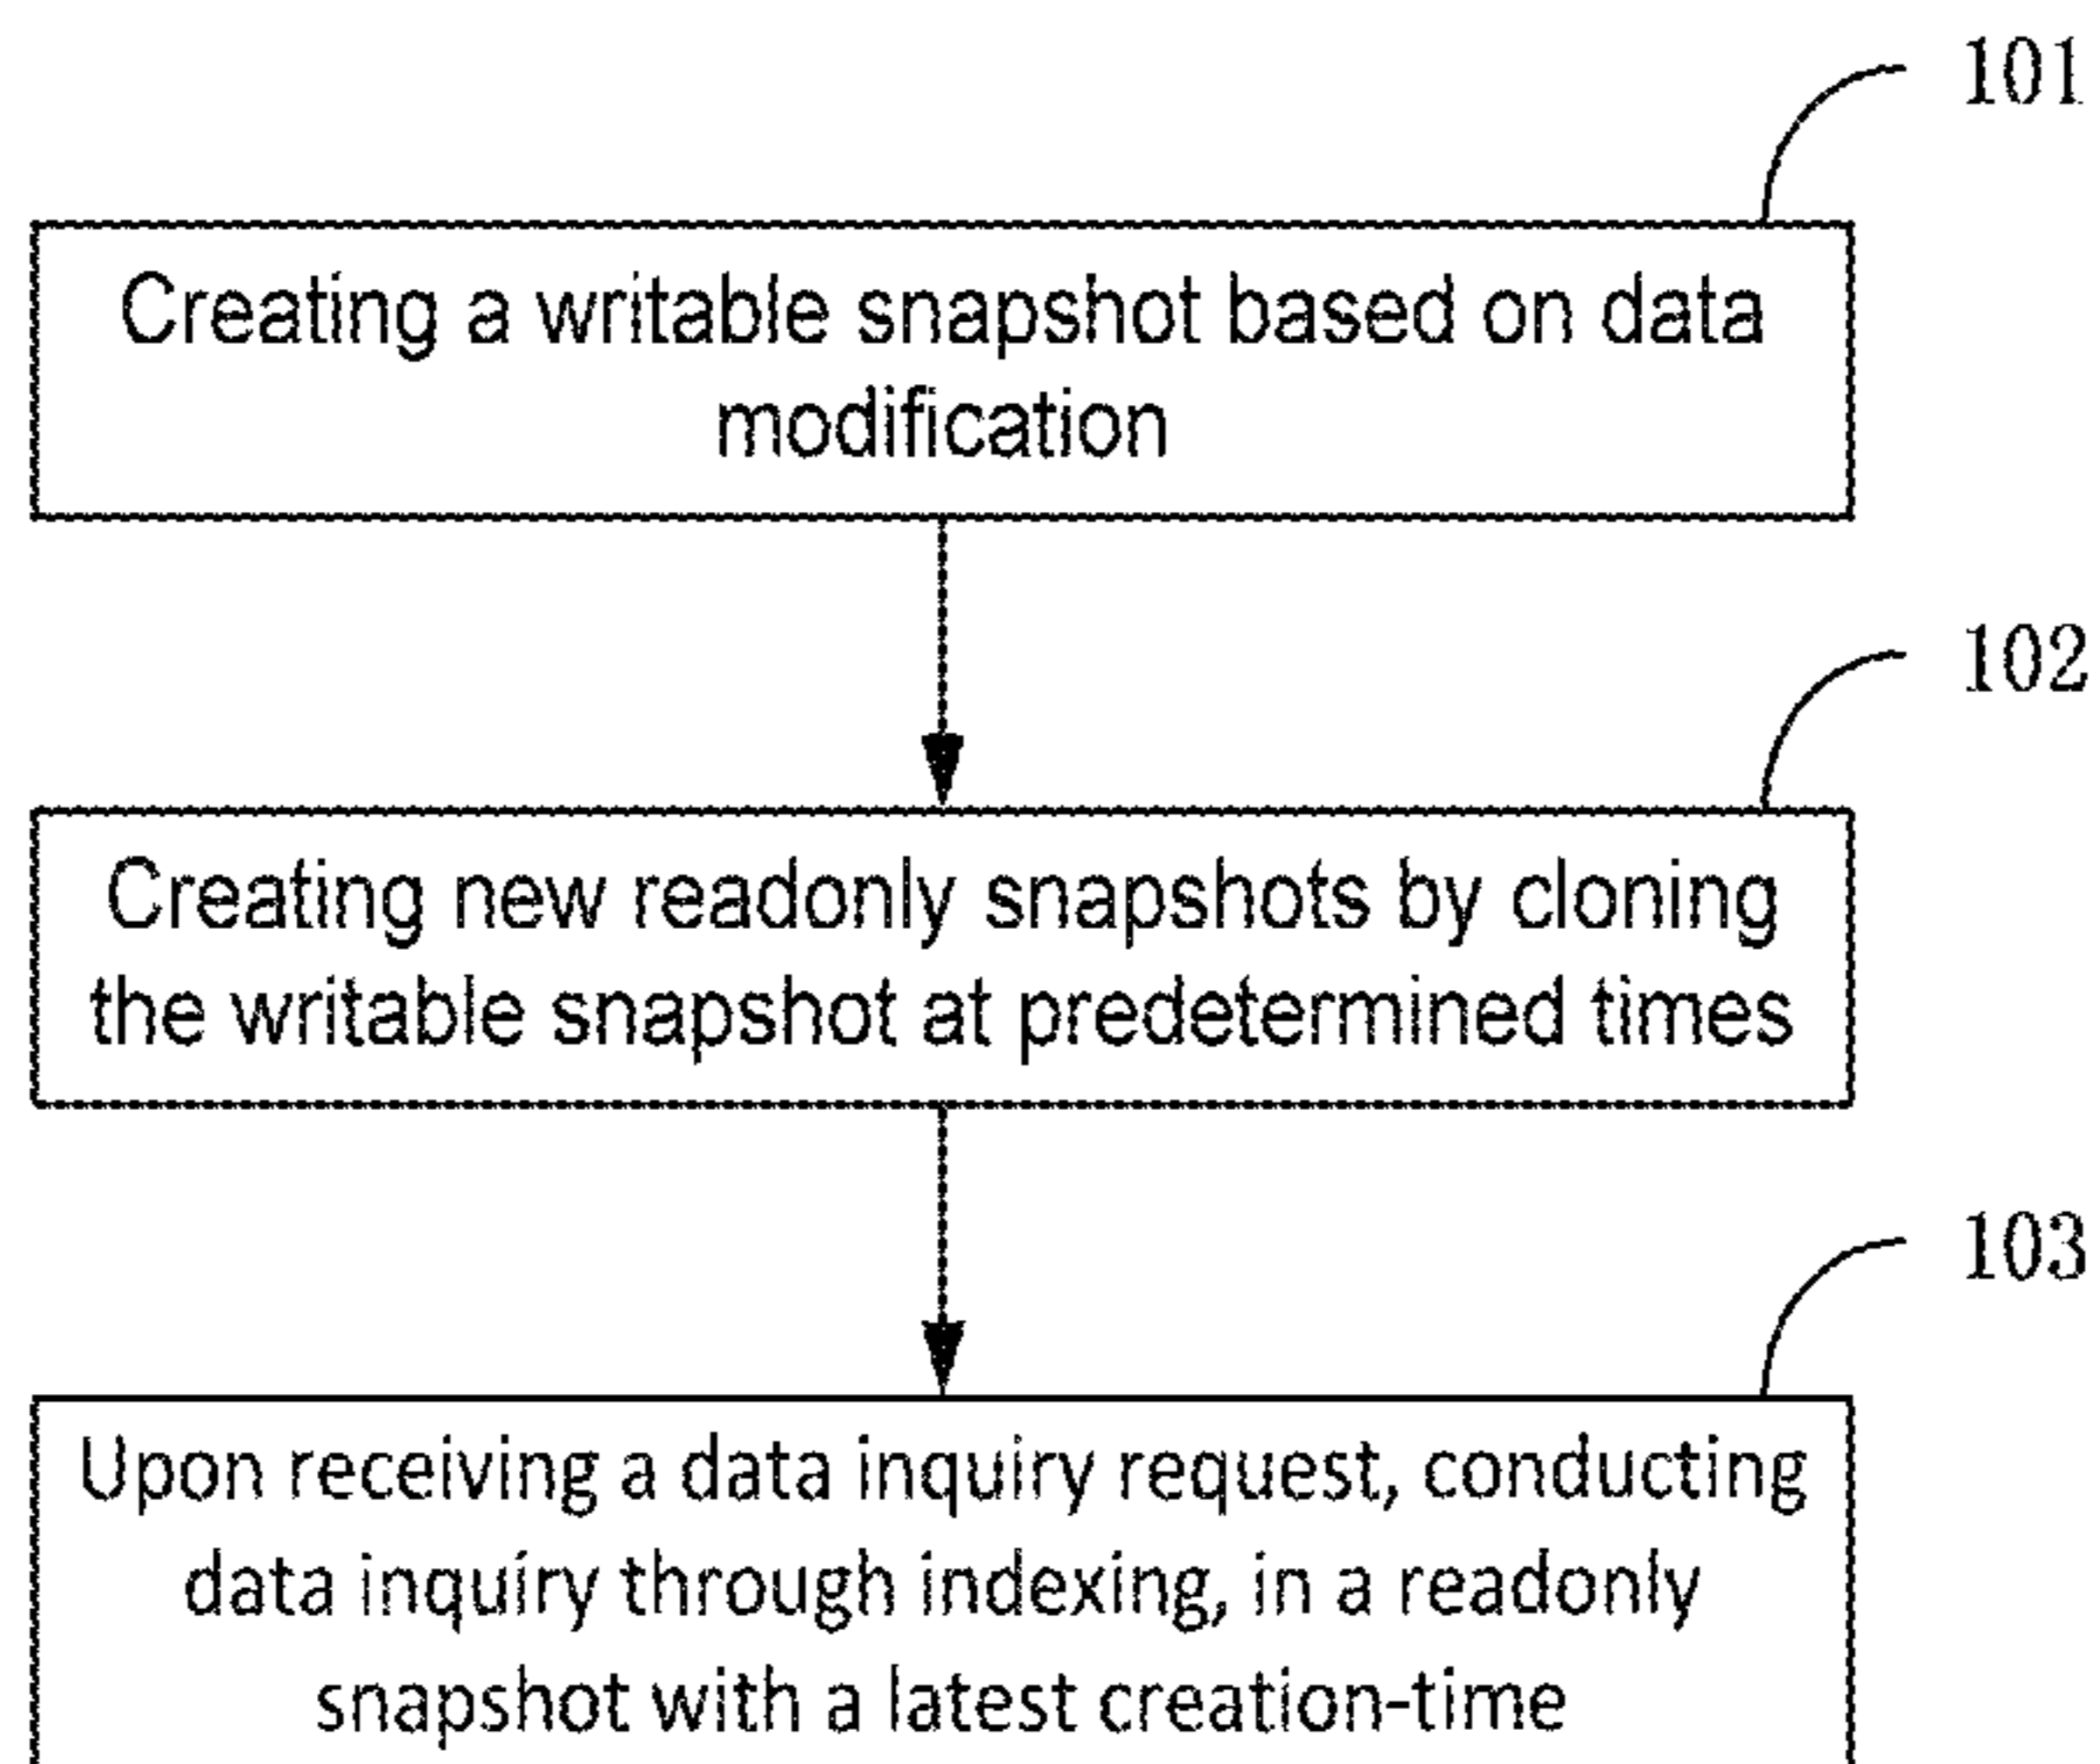 101
Creating a writable snapshot based on data
modification
102
Creating new readonly snapshots by cloning
the writable snapshot at predetermined times
103
Upon receiving a data inquiry request, conducting
data inquiry through indexing, in a readonly
snapshot with a latest creation-time